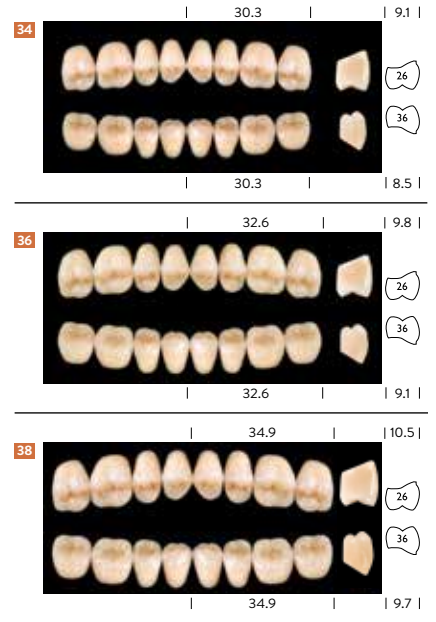 | 30.3 | | 9.1 |
34
26
36
| 30.3 | | 8.5 |
| 32.6 | | 9.8 |
36
26
36
| 32.6 | | 9.1 |
| 34.9 | | 10.5 |
38
26
36
| 34.9 | | 9.7 |